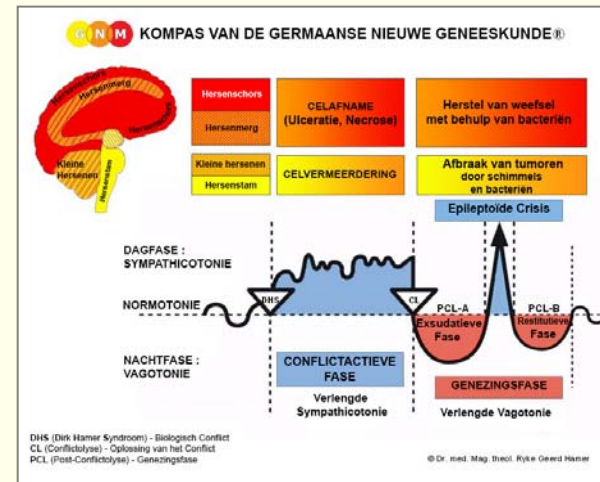 GNM KOMPAS VAN DE GERMAANSE NIEUWE GENEESKUNDE®
Hersenschors
Hersenmerg
Hersenschors
Kleine
Hersenen
Hersenstam
Hersenschors
Hersenmerg
CELAFNAME
(Ulceratie, Necrose)
Herstel van weefsel
met behulp van bacteriën
Kleine hersenen
Hersenstam
CELVERMEERDERING
Afbraak van tumoren
door schimmels
en bacteriën
Epileptoïde Crisis
DAGFASE :
SYMPATHICOTONIE
NORMOTONIE
DHS
CL
PCL-A
Exsudatieve
Fase
PCL-B
Restitutieve
Fase
NACHTFASE :
VAGOTONIE
CONFLICTACTIEVE
FASE
Verlengde
Sympathicotonie
GENEZINGSFASE
Verlengde Vagotonie
DHS (Dirk Hamer Syndroom) - Biologisch Conflict
CL (Conflictolyse) - Oplossing van het Conflict
PCL (Post-Conflictolyse) - Genezingsfase
© Dr. med. Mag. theol. Ryke Geerd Hamer